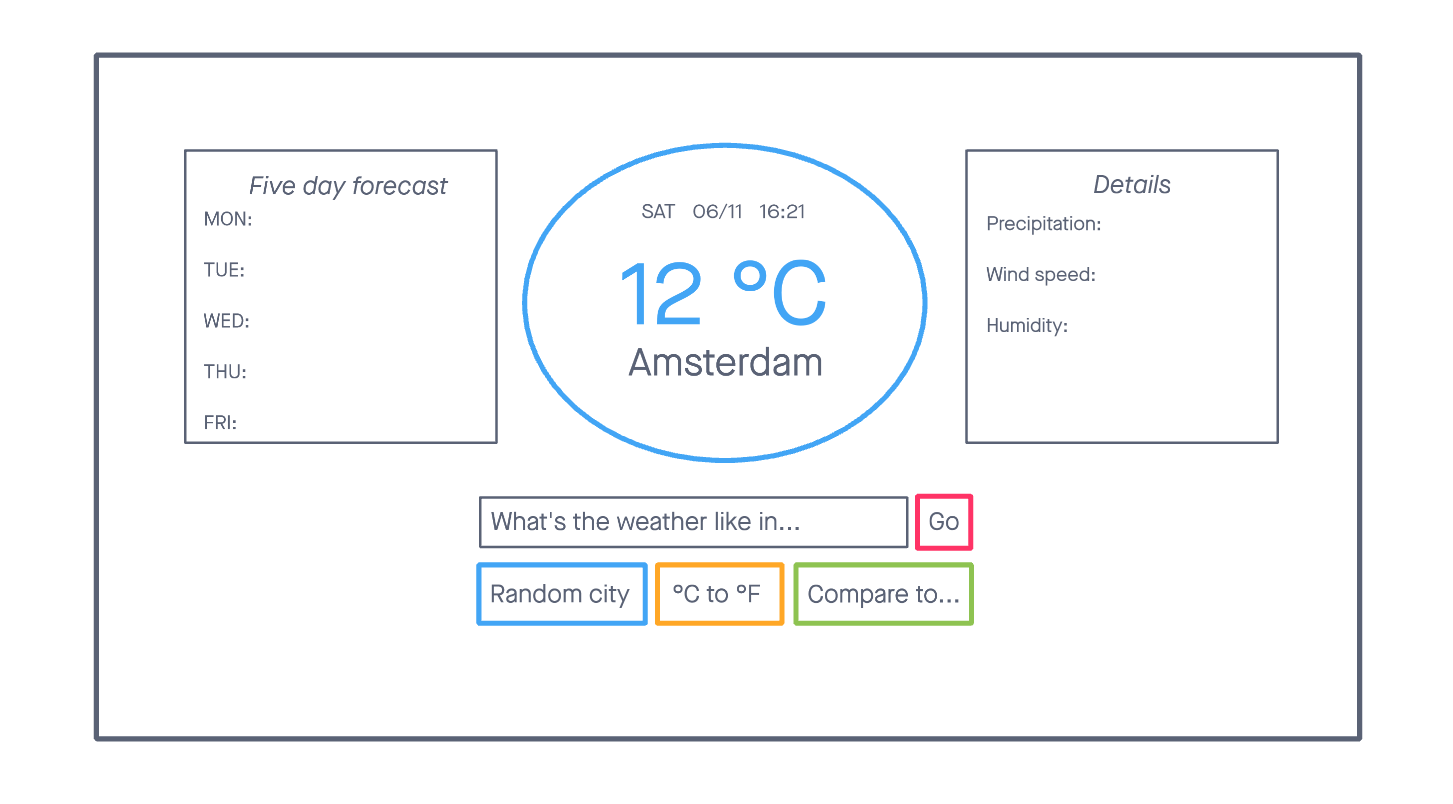 Five day forecast
MON:
TUE:
WED:
THU:
FRI:
SAT 06/11 16:21
12 °C
Amsterdam
Details
Precipitation:
Wind speed:
Humidity:
What's the weather like in...
Go
Random city
°C to °F
Compare to...